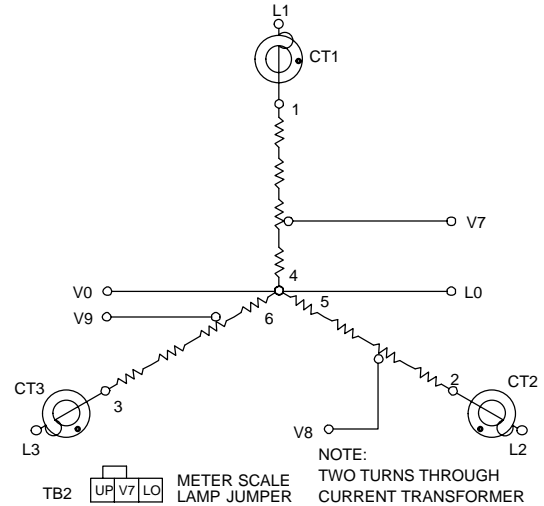 L1
CT1
1
V7
4
V0
L0
5
V9
6
CT3
3
2
CT2
L3
V8
L2
NOTE:
TWO TURNS THROUGH
CURRENT TRANSFORMER
TB2
UP V7 LO
METER SCALE
LAMP JUMPER